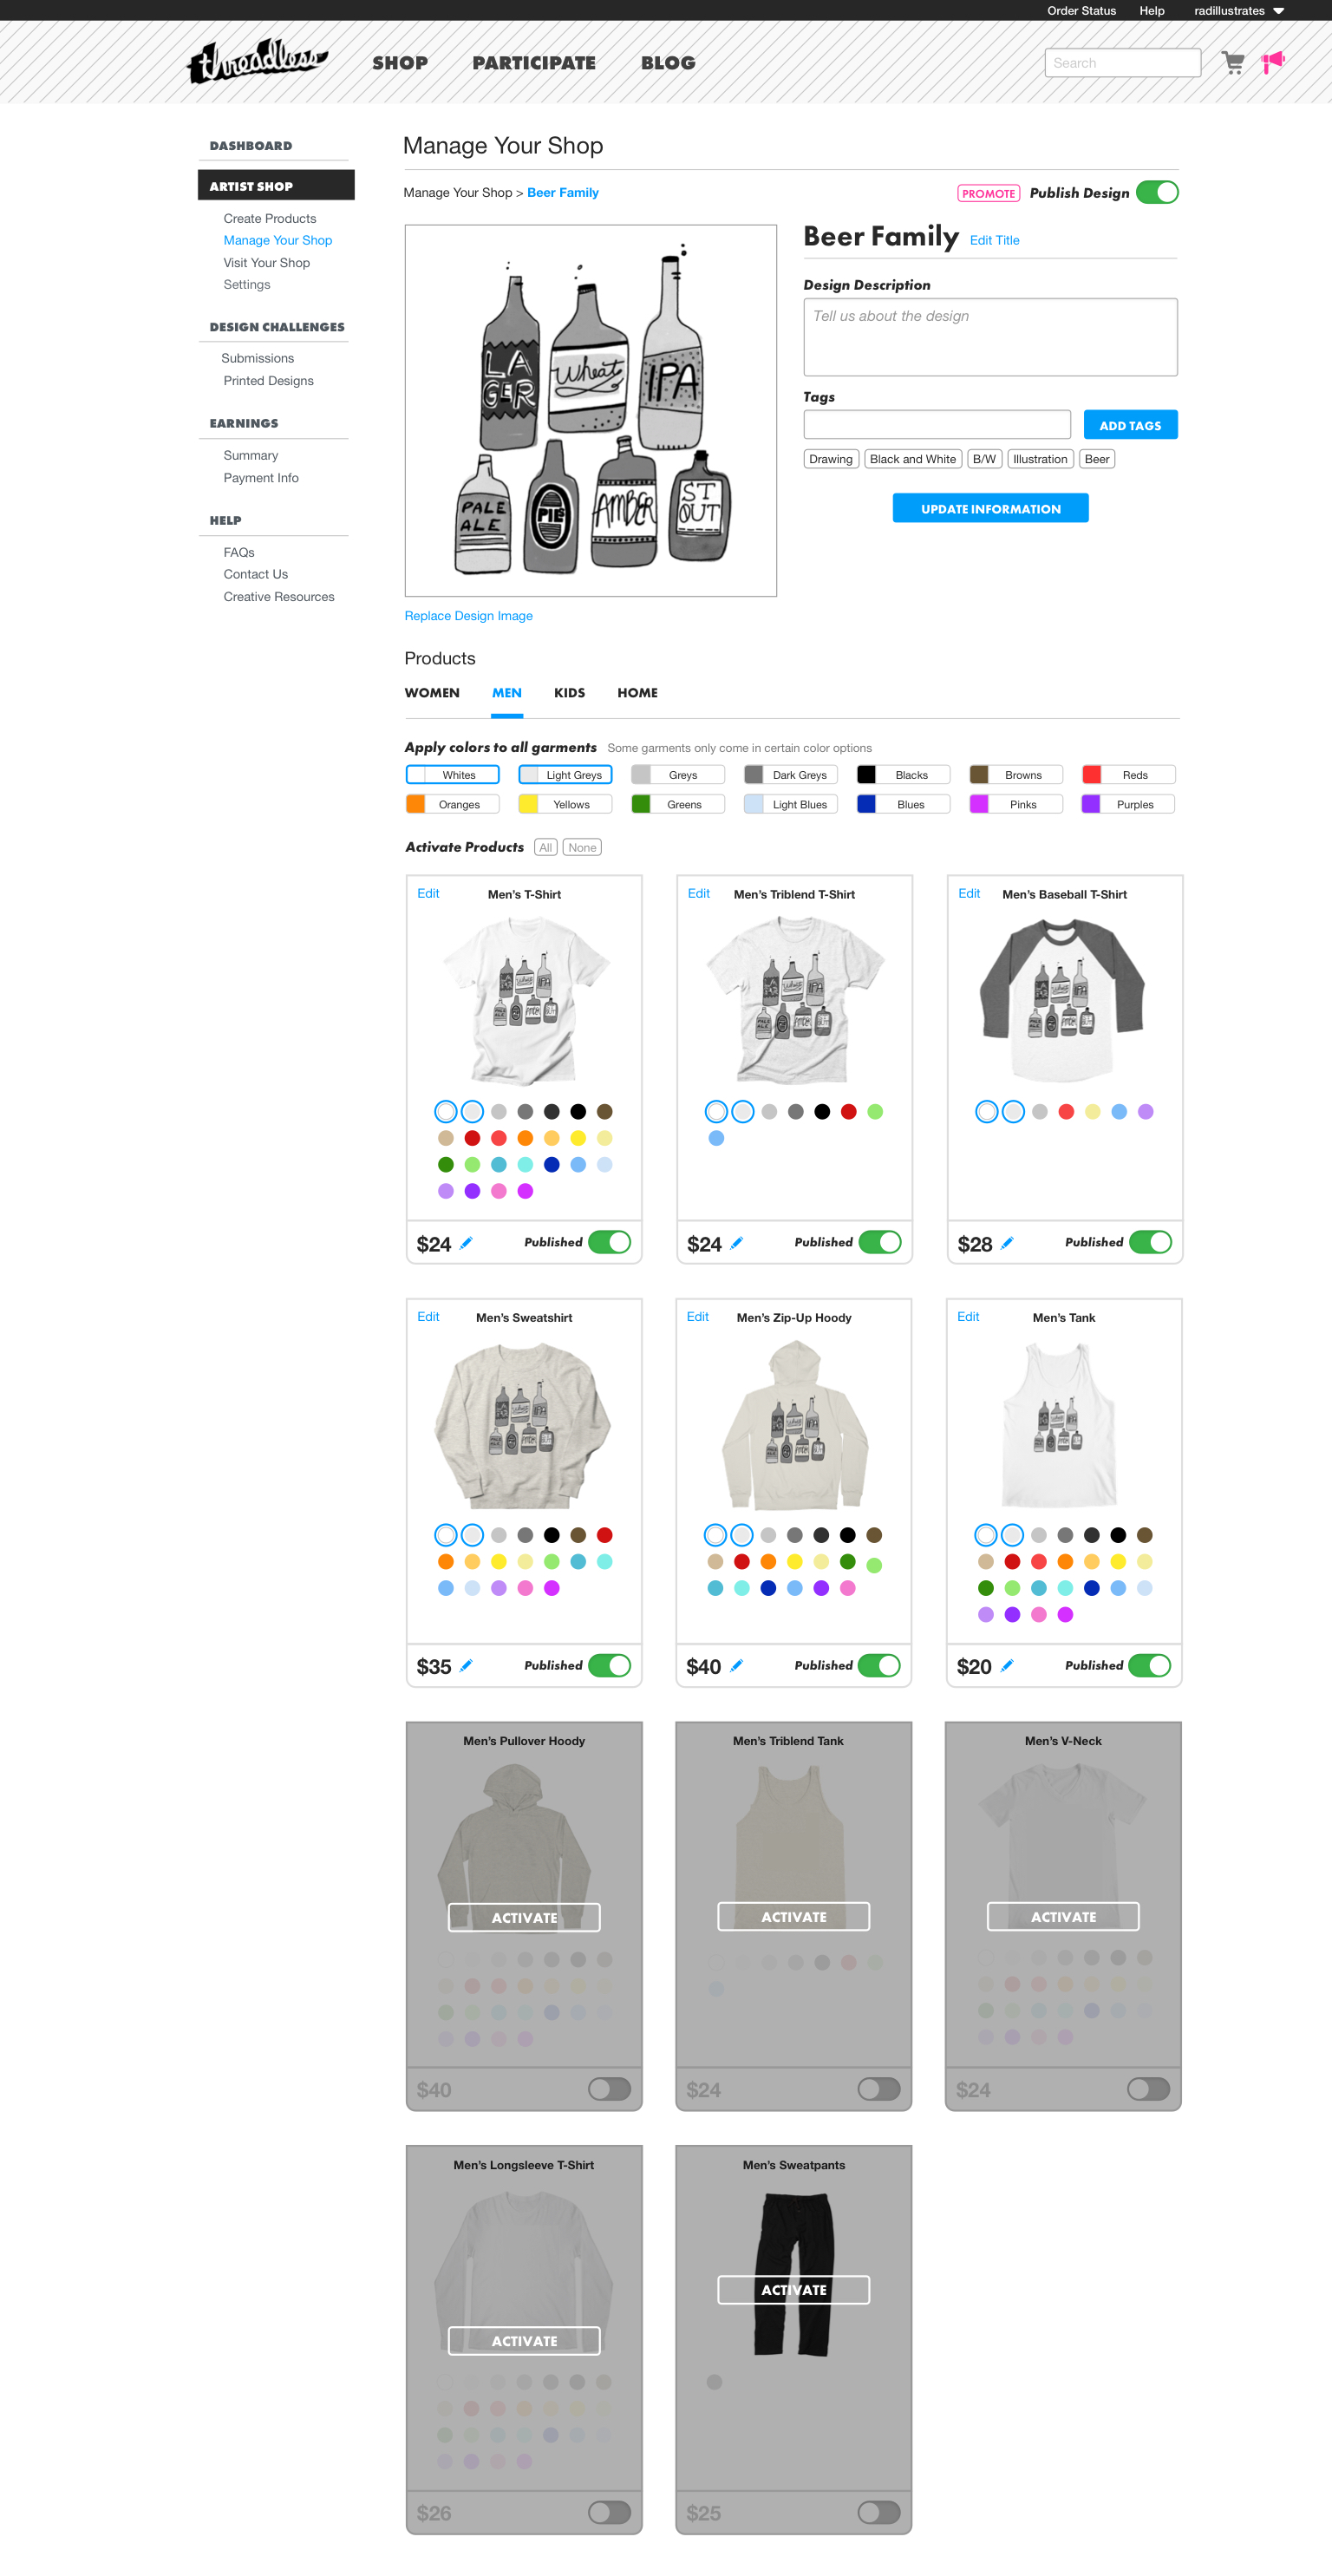 Order Status Help radillustrates
threadless SHOP PARTICIPATE BLOG Search
DASHBOARD
ARTIST SHOP
Create Products
Manage Your Shop
Visit Your Shop
Settings
DESIGN CHALLENGES
Submissions
Printed Designs
EARNINGS
Summary
Payment Info
HELP
FAQs
Contact Us
Creative Resources
Manage Your Shop
Manage Your Shop > Beer Family
PROMOTE Publish Design
LA
GER
Wheat
IPA
PALE
ALE
PIES
AMBER
ST
OUT
Replace Design Image
Beer Family Edit Title
Design Description
Tell us about the design
Tags
ADD TAGS
Drawing Black and White B/W Illustration Beer
UPDATE INFORMATION
Products
WOMEN MEN KIDS HOME
Apply colors to all garments Some garments only come in certain color options
Whites Light Greys Greys Dark Greys Blacks Browns Reds
Oranges Yellows Greens Light Blues Blues Pinks Purples
Activate Products All None
Edit Men's T-Shirt
$24 Published
Edit Men's Triblend T-Shirt
$24 Published
Edit Men's Baseball T-Shirt
$28 Published
Edit Men's Sweatshirt
$35 Published
Edit Men's Zip-Up Hoody
$40 Published
Edit Men's Tank
$20 Published
Men's Pullover Hoody
ACTIVATE
$40
Men's Triblend Tank
ACTIVATE
$24
Men's V-Neck
ACTIVATE
$24
Men's Longsleeve T-Shirt
ACTIVATE
$26
Men's Sweatpants
ACTIVATE
$25